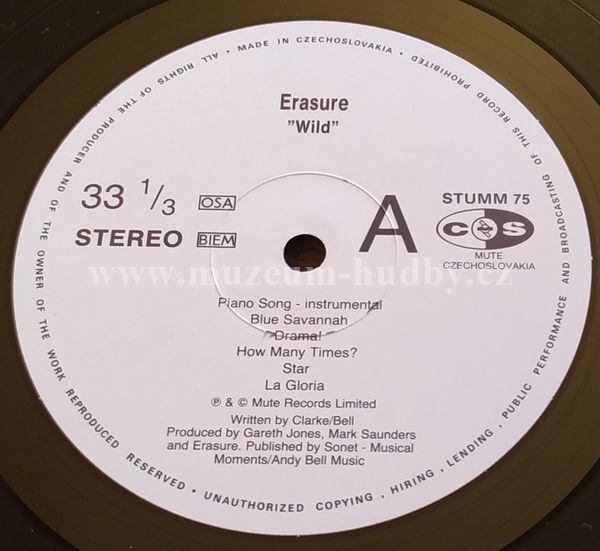 ALL RIGHTS OF THE PRODUCER AND OF THE OWNER OF THE WORK REPRODUCED RESERVED • UNAUTHORIZED COPYING, HIRING, LENDING, PUBLIC PERFORMANCE AND BROADCASTING OF THIS RECORD PROHIBITED • MADE IN CZECHOSLOVAKIA •
Erasure
"Wild"
33 1/3 OSA
STEREO BIEM
A
STUMM 75
MUTE
CZECHOSLOVAKIA
www.muzeum-hudby.cz
Piano Song - instrumental
Blue Savannah
Drama!
How Many Times?
Star
La Gloria
℗ & © Mute Records Limited
Written by Clarke/Bell
Produced by Gareth Jones, Mark Saunders
and Erasure. Published by Sonet - Musical
Moments/Andy Bell Music